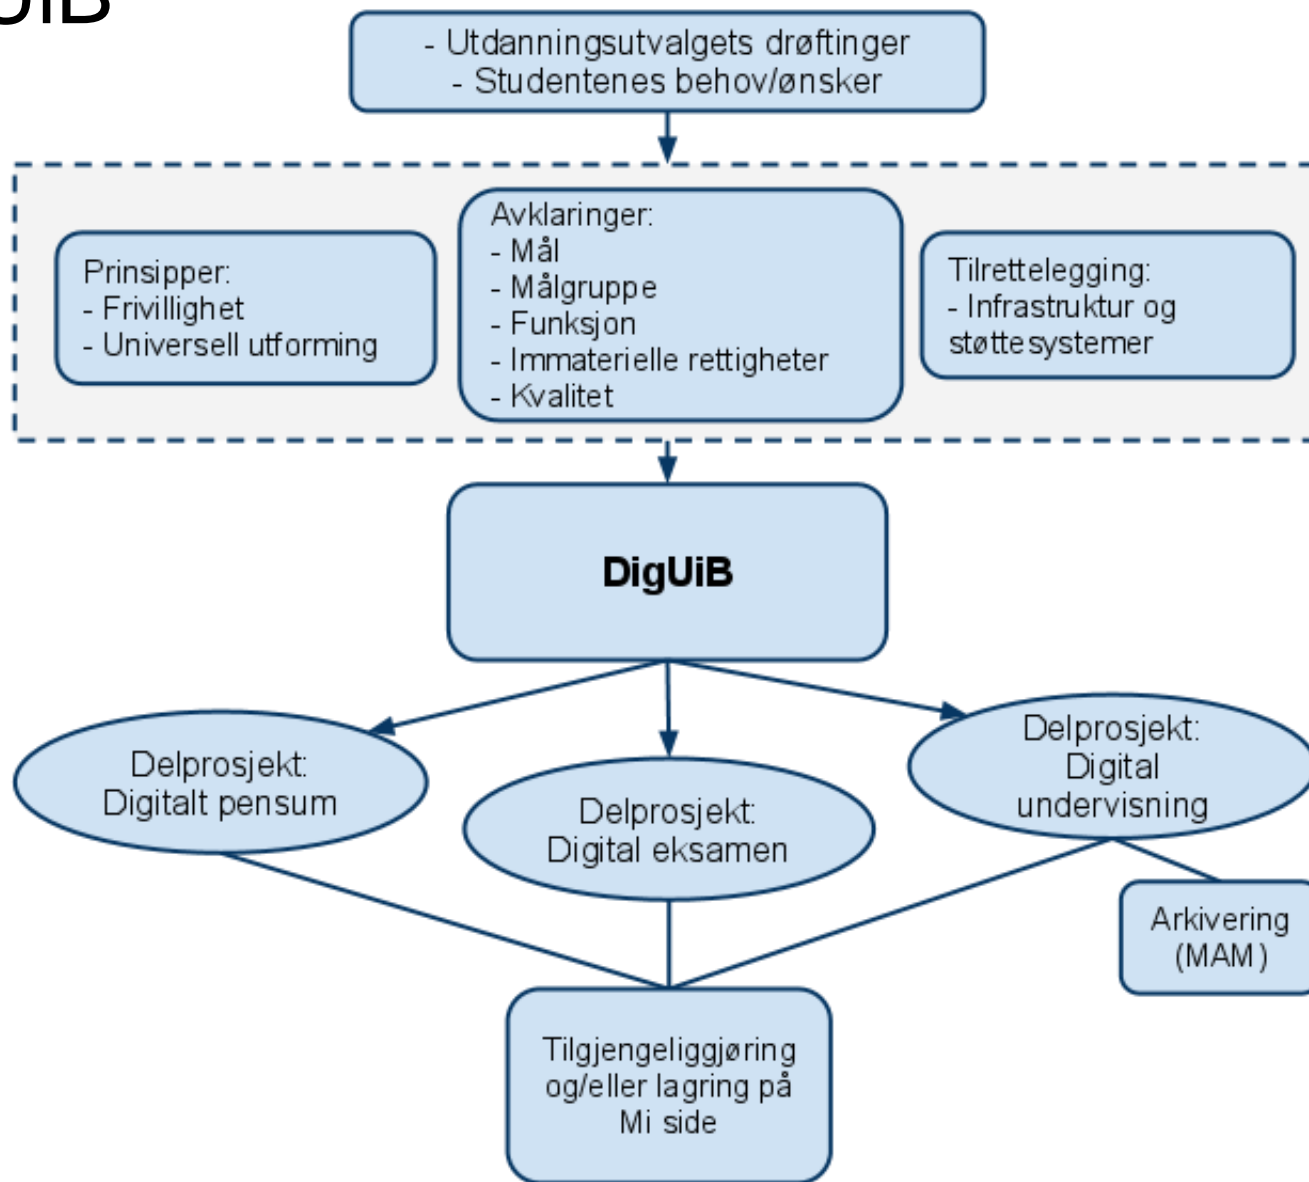 UiB
- Utdanningsutvalgets drøftinger
- Studentenes behov/ønsker
Prinsipper:
- Frivillighet
- Universell utforming
Avklaringer:
- Mål
- Målgruppe
- Funksjon
- Immaterielle rettigheter
- Kvalitet
Tilrettelegging:
- Infrastruktur og
støttesystemer
DigUiB
Delprosjekt:
Digitalt pensum
Delprosjekt:
Digital eksamen
Delprosjekt:
Digital
undervisning
Arkivering
(MAM)
Tilgjengeliggjøring
og/eller lagring på
Mi side